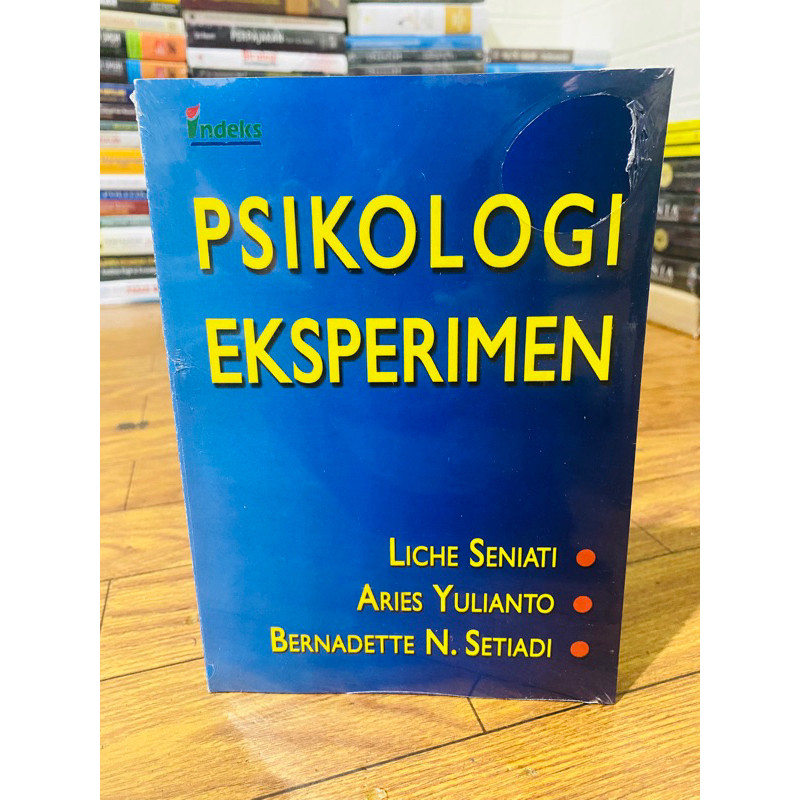 indeks
PSIKOLOGI
EKSPERIMEN
LICHE SENIATI
ARIES YULIANTO
BERNADETTE N. SETIADI